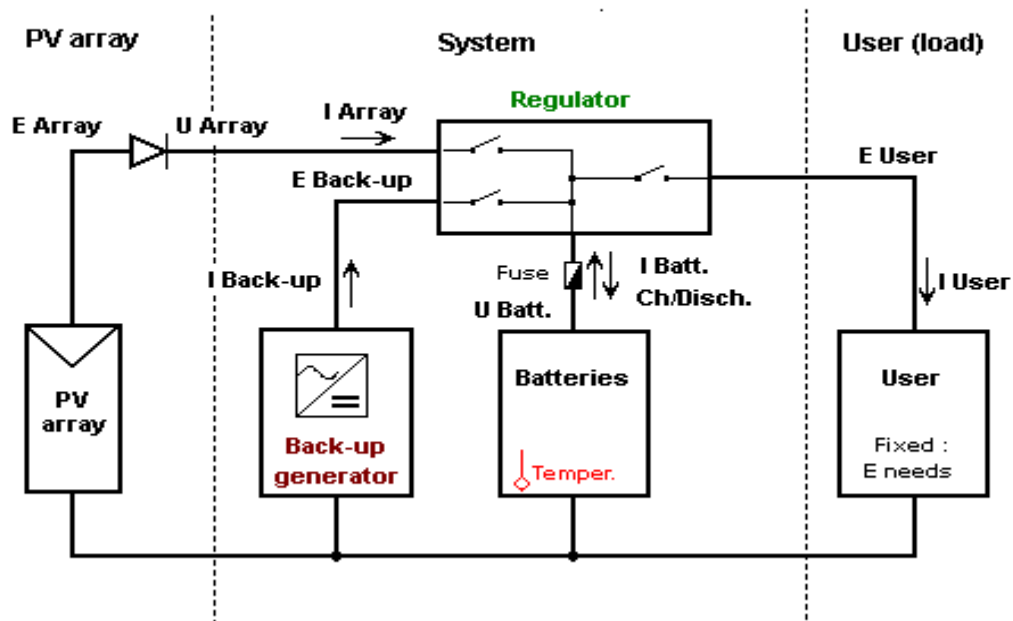 PV array
System
User (load)
Regulator
E Array
U Array
I Array
E User
E Back-up
Fuse
I Batt.
Ch/Disch.
I Back-up
U Batt.
I User
PV
array
Back-up
generator
Batteries
Temper.
User
Fixed :
E needs